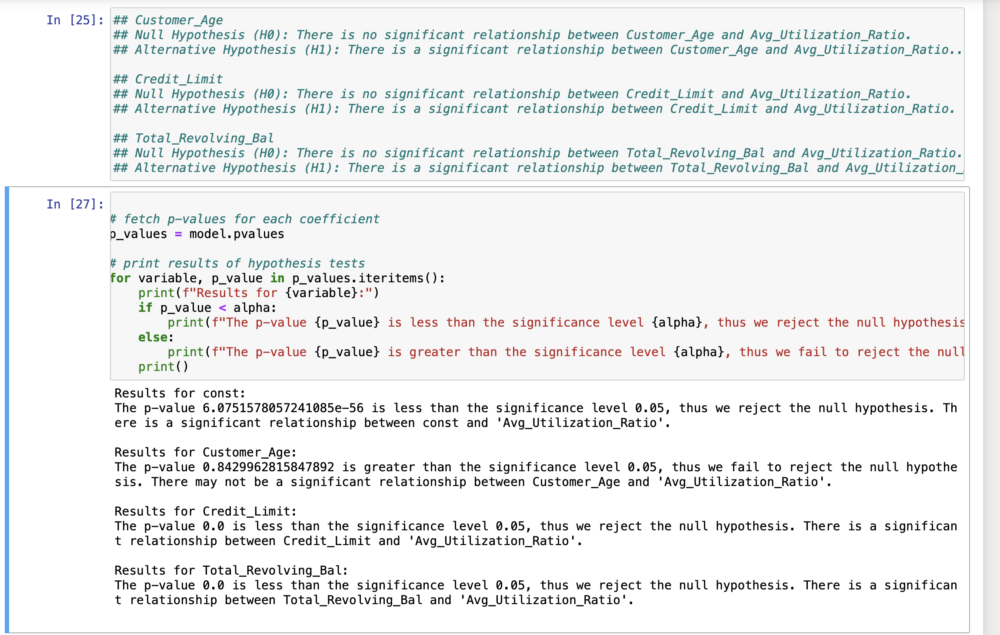 In [25]:
## Customer_Age
## Null Hypothesis (H0): There is no significant relationship between Customer_Age and Avg_Utilization_Ratio.
## Alternative Hypothesis (H1): There is a significant relationship between Customer_Age and Avg_Utilization_Ratio..
## Credit_Limit
## Null Hypothesis (H0): There is no significant relationship between Credit_Limit and Avg_Utilization_Ratio.
## Alternative Hypothesis (H1): There is a significant relationship between Credit_Limit and Avg_Utilization_Ratio.
## Total_Revolving_Bal
## Null Hypothesis (H0): There is no significant relationship between Total_Revolving_Bal and Avg_Utilization_Ratio.
## Alternative Hypothesis (H1): There is a significant relationship between Total_Revolving_Bal and Avg_Utilization_
In [27]:
# fetch p-values for each coefficient
p_values = model.pvalues
# print results of hypothesis tests
for variable, p_value in p_values.iteritems():
    print(f"Results for {variable}:")
    if p_value < alpha:
        print(f"The p-value {p_value} is less than the significance level {alpha}, thus we reject the null hypothesis
    else:
        print(f"The p-value {p_value} is greater than the significance level {alpha}, thus we fail to reject the null
    print()
Results for const:
The p-value 6.0751578057241085e-56 is less than the significance level 0.05, thus we reject the null hypothesis. Th
ere is a significant relationship between const and 'Avg_Utilization_Ratio'.
Results for Customer_Age:
The p-value 0.8429962815847892 is greater than the significance level 0.05, thus we fail to reject the null hypothe
sis. There may not be a significant relationship between Customer_Age and 'Avg_Utilization_Ratio'.
Results for Credit_Limit:
The p-value 0.0 is less than the significance level 0.05, thus we reject the null hypothesis. There is a significan
t relationship between Credit_Limit and 'Avg_Utilization_Ratio'.
Results for Total_Revolving_Bal:
The p-value 0.0 is less than the significance level 0.05, thus we reject the null hypothesis. There is a significan
t relationship between Total_Revolving_Bal and 'Avg_Utilization_Ratio'.